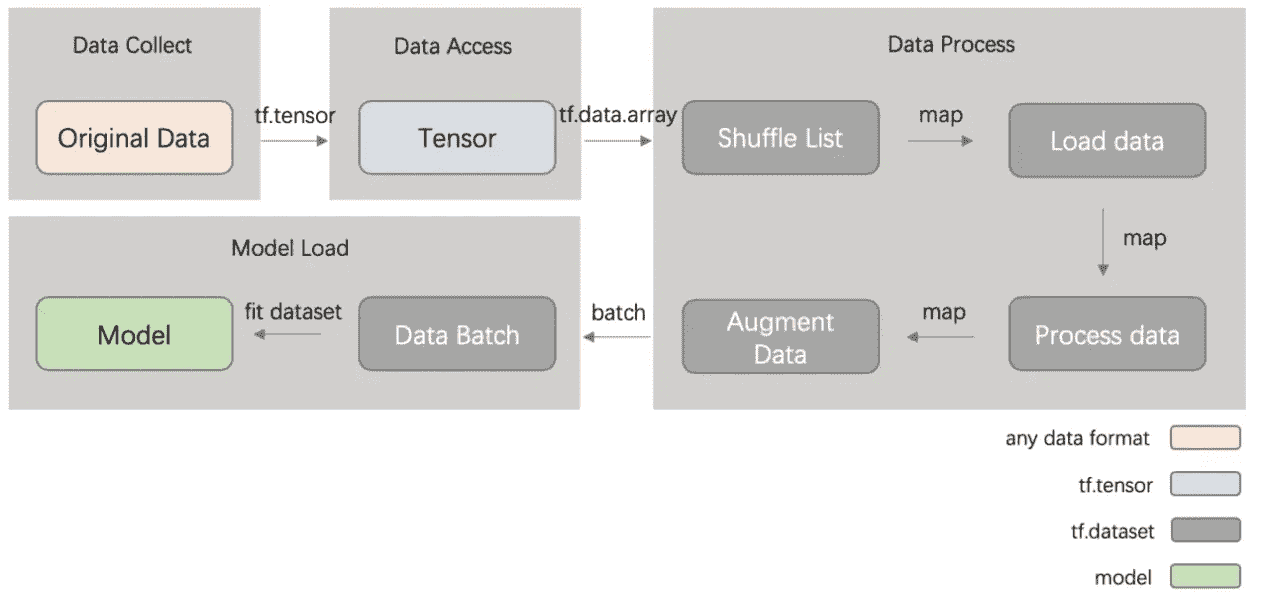 Data Collect
Data Access
Data Process
Original Data
tf.tensor
Tensor
tf.data.array
Shuffle List
map
Load data
map
Model Load
Model
fit dataset
Data Batch
batch
Augment
Data
map
Process data
any data format
tf.tensor
tf.dataset
model